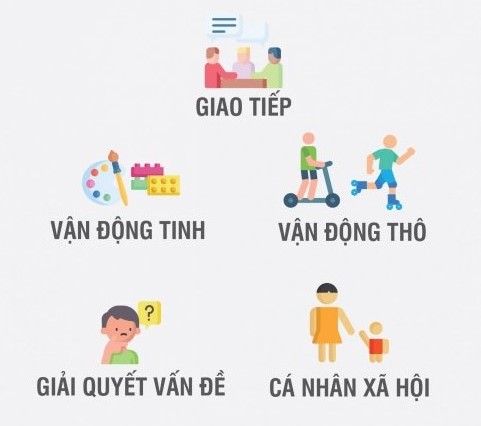 GIAO TIẾP
VẬN ĐỘNG TINH
VẬN ĐỘNG THÔ
?
GIẢI QUYẾT VẤN ĐỀ
CÁ NHÂN XÃ HỘI